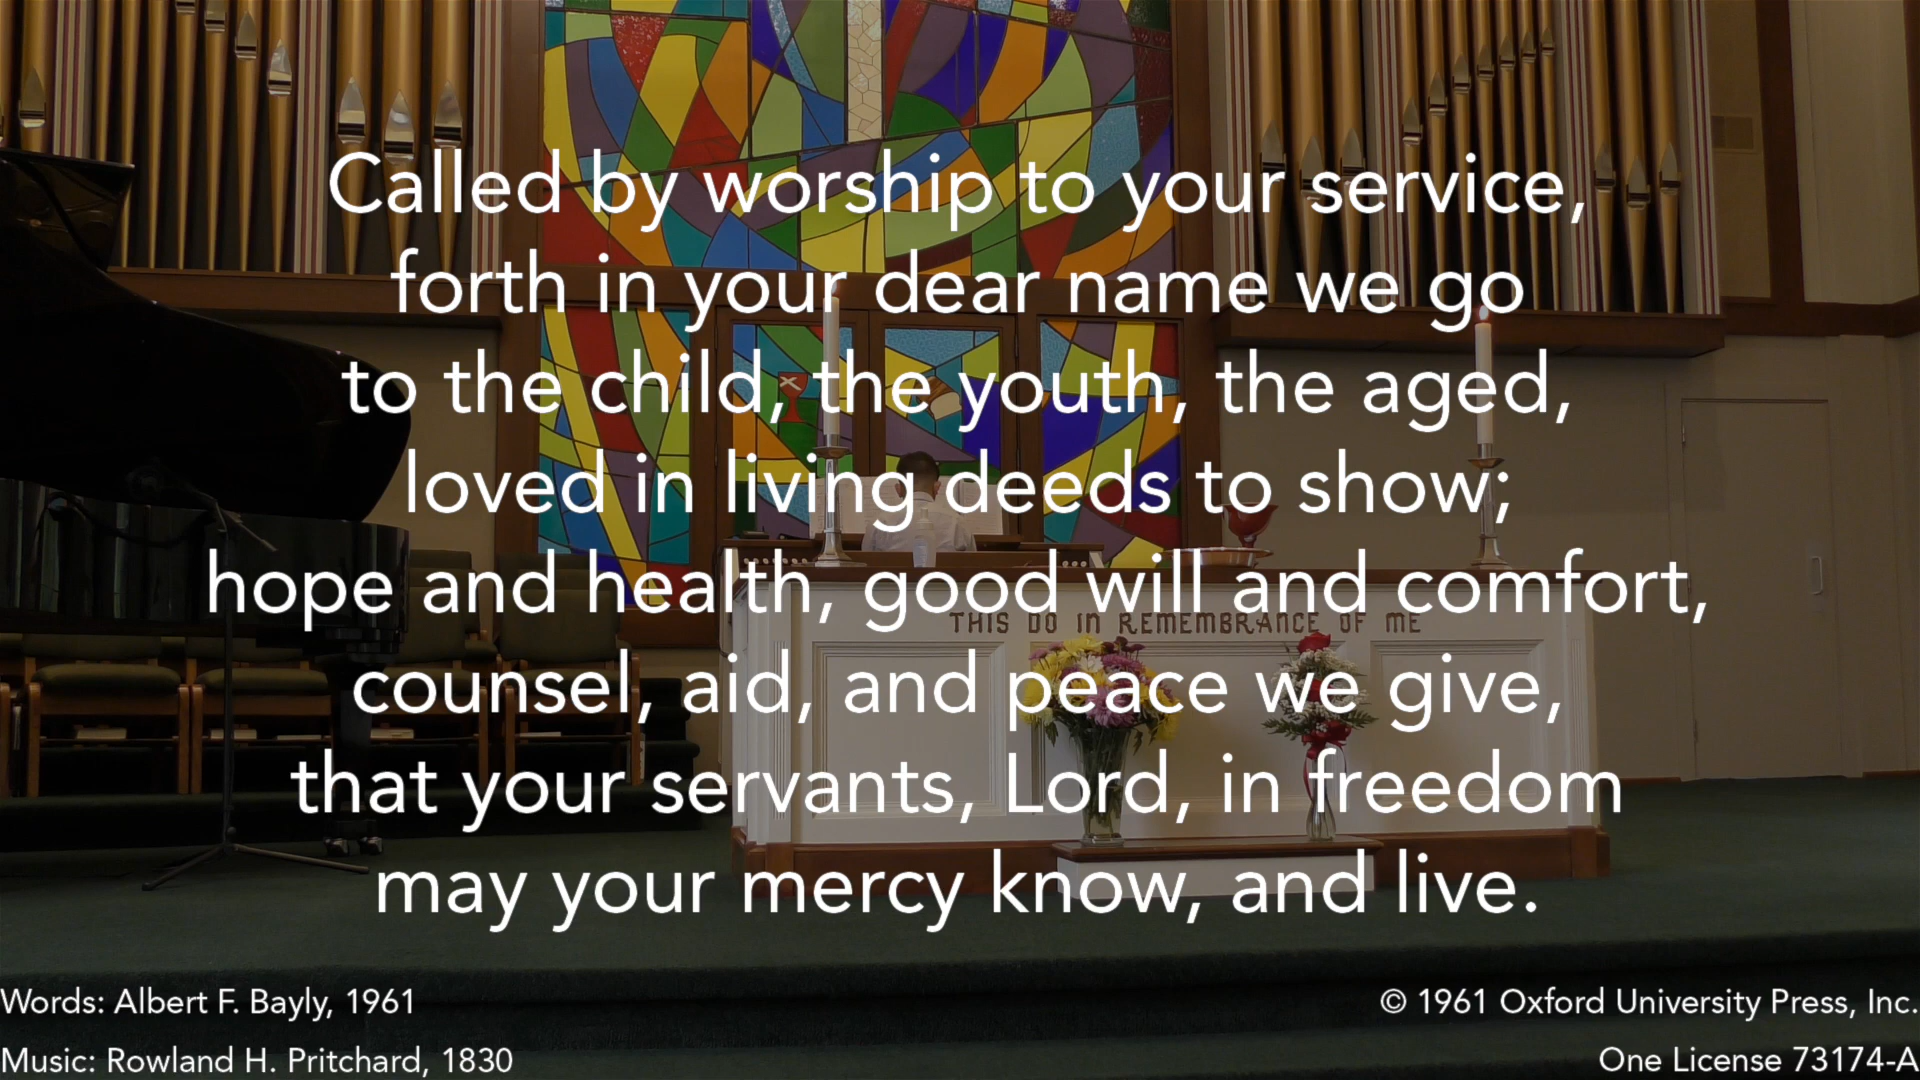 Called by worship to your service,
forth in your dear name we go
to the child, the youth, the aged,
loved in living deeds to show;
hope and health, good will and comfort,
THIS DO IN REMEMBRANCE OF ME
counsel, aid, and peace we give,
that your servants, Lord, in freedom
may your mercy know, and live.
Words: Albert F. Bayly, 1961
© 1961 Oxford University Press, Inc.
Music: Rowland H. Pritchard, 1830
One License 73174-A